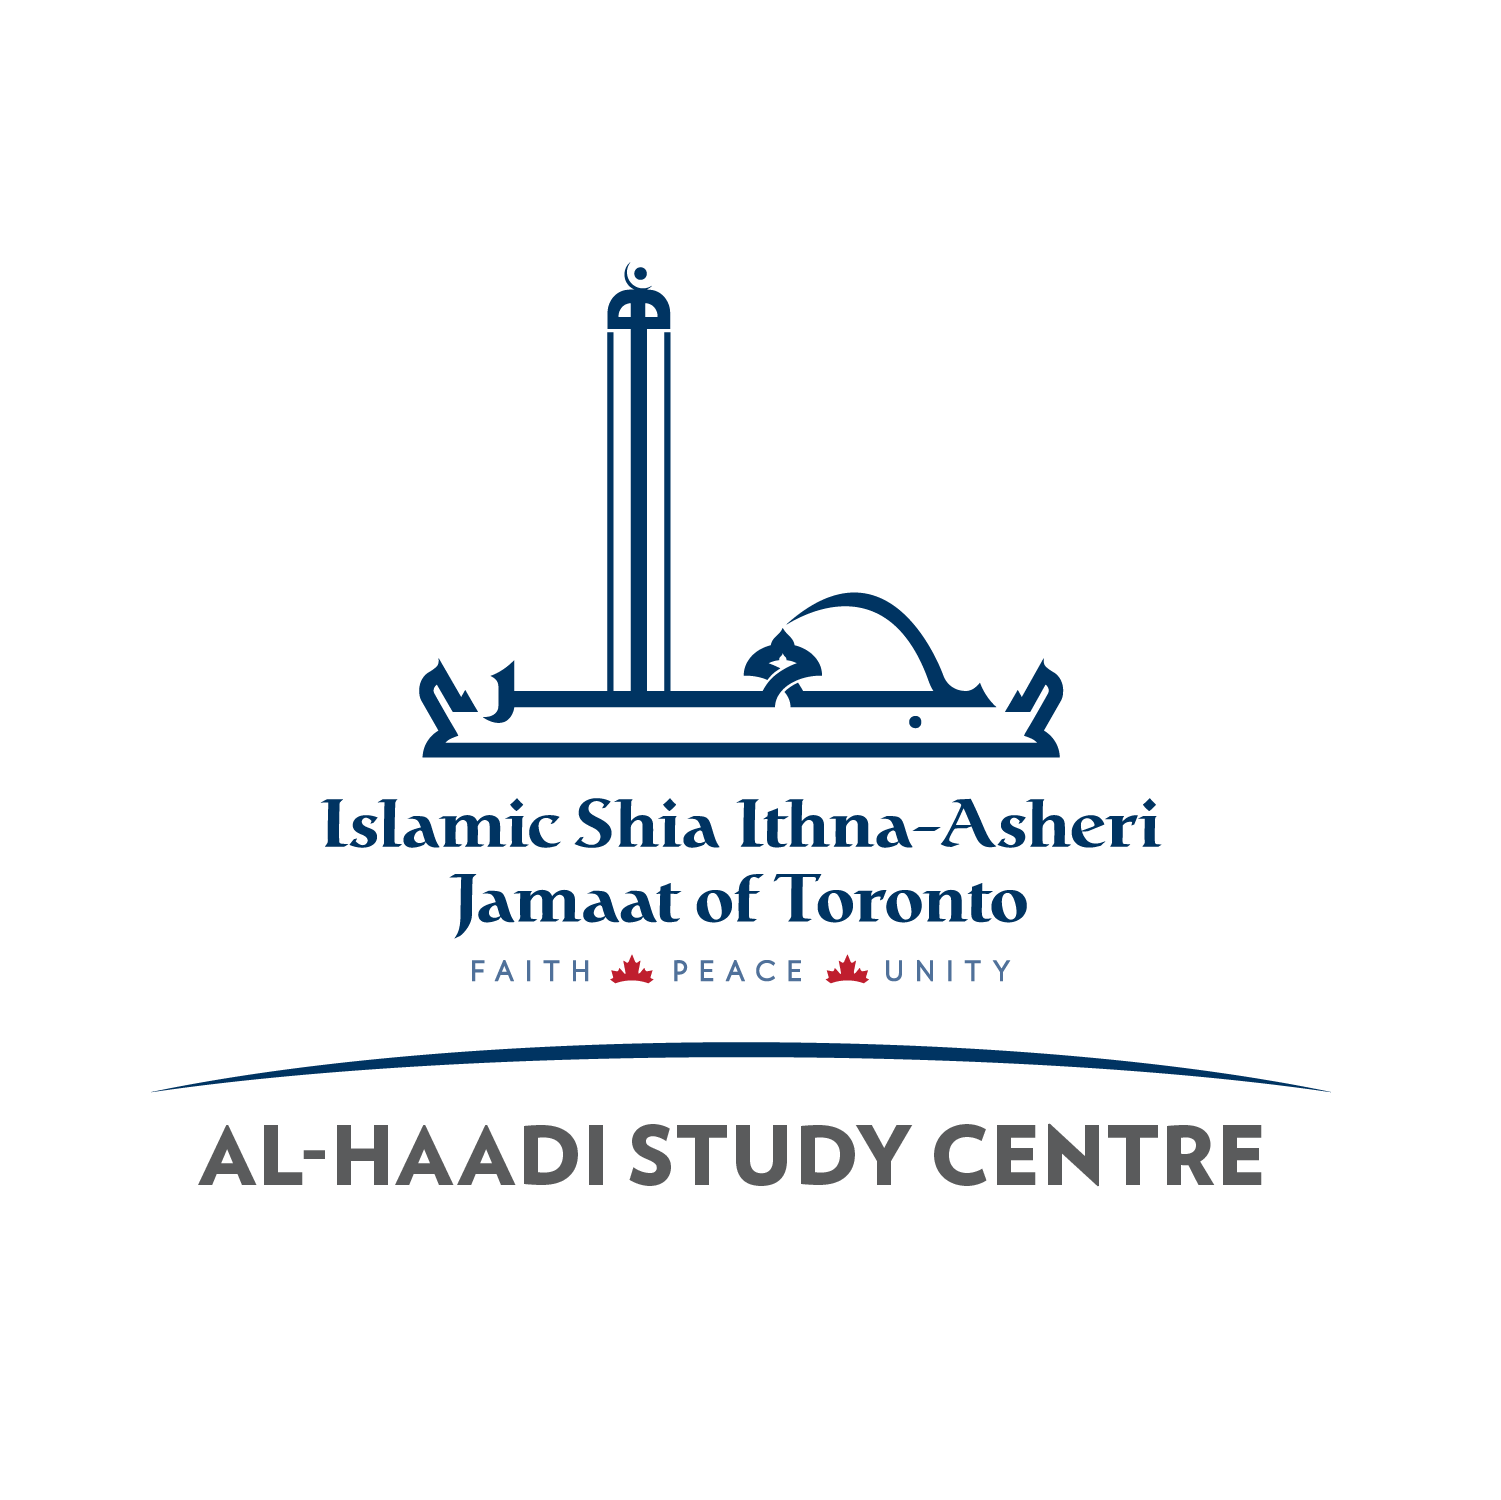 Islamic Shia Ithna-Asheri
Jamaat of Toronto
FAITH PEACE UNITY
AL-HAADI STUDY CENTRE